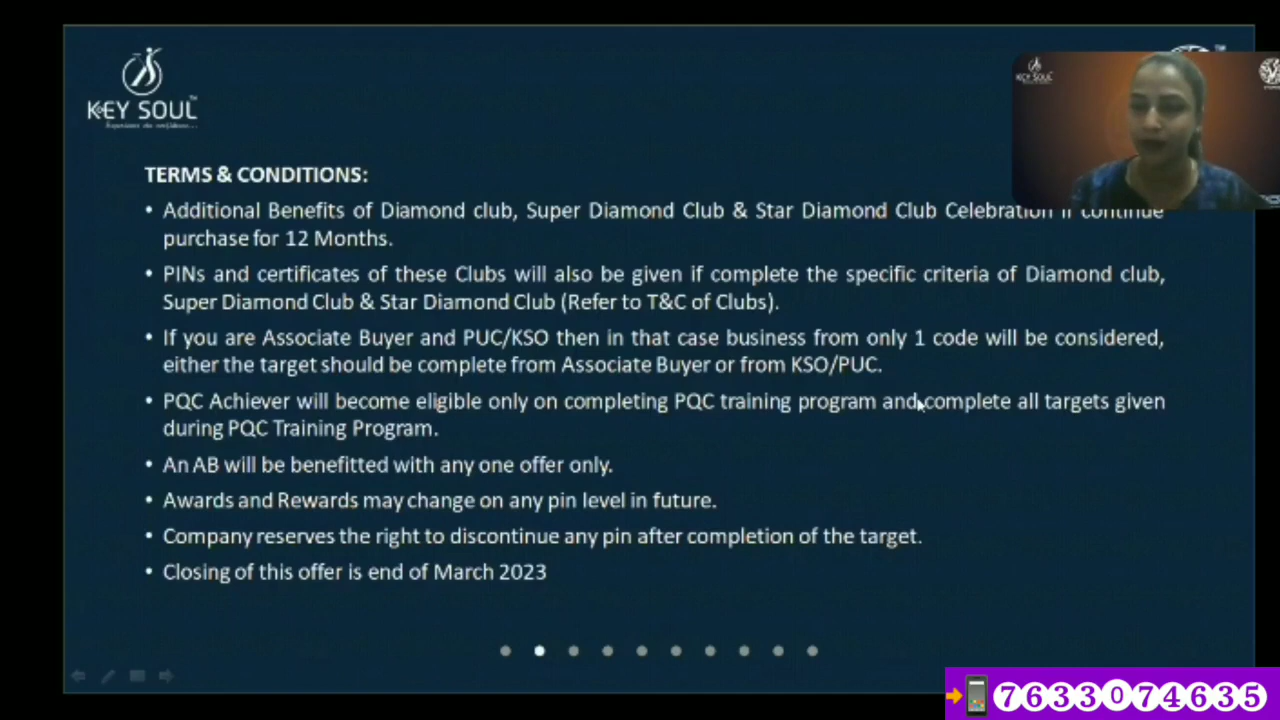 KEY SOUL
KEY SOUL
TERMS & CONDITIONS:
• Additional Benefits of Diamond club, Super Diamond Club & Star Diamond Club Celebration if continue
purchase for 12 Months.
• PINs and certificates of these Clubs will also be given if complete the specific criteria of Diamond club,
Super Diamond Club & Star Diamond Club (Refer to T&C of Clubs).
• If you are Associate Buyer and PUC/KSO then in that case business from only 1 code will be considered,
either the target should be complete from Associate Buyer or from KSO/PUC.
• PQC Achiever will become eligible only on completing PQC training program and complete all targets given
during PQC Training Program.
• An AB will be benefitted with any one offer only.
• Awards and Rewards may change on any pin level in future.
• Company reserves the right to discontinue any pin after completion of the target.
• Closing of this offer is end of March 2023
7633074635